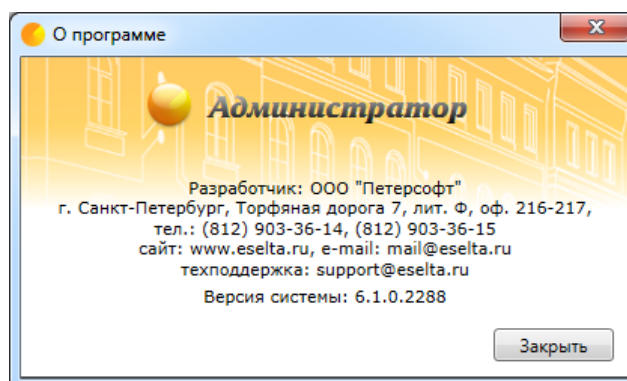 О программе
Администратор
Разработчик: ООО "Петерсофт"
г. Санкт-Петербург, Торфяная дорога 7, лит. Ф, оф. 216-217,
тел.: (812) 903-36-14, (812) 903-36-15
сайт: www.eselta.ru, e-mail: mail@eselta.ru
техподдержка: support@eselta.ru
Версия системы: 6.1.0.2288
Закрыть